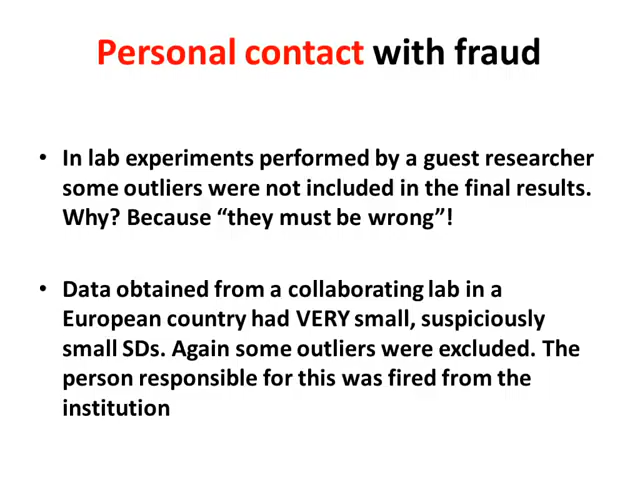 Personal contact with fraud
• In lab experiments performed by a guest researcher
some outliers were not included in the final results.
Why? Because “they must be wrong”!
• Data obtained from a collaborating lab in a
European country had VERY small, suspiciously
small SDs. Again some outliers were excluded. The
person responsible for this was fired from the
institution